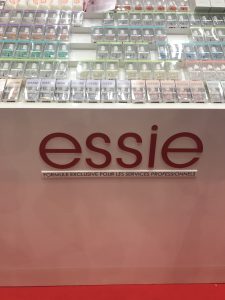 essie
FORMULE EXCLUSIVE POUR LES SERVICES PROFESSIONNELS